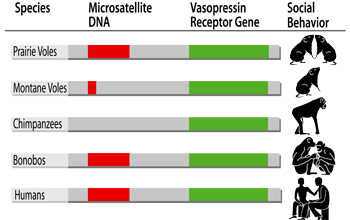 Species
Microsatellite DNA
Vasopressin Receptor Gene
Social Behavior
Prairie Voles
Montane Voles
Chimpanzees
Bonobos
Humans